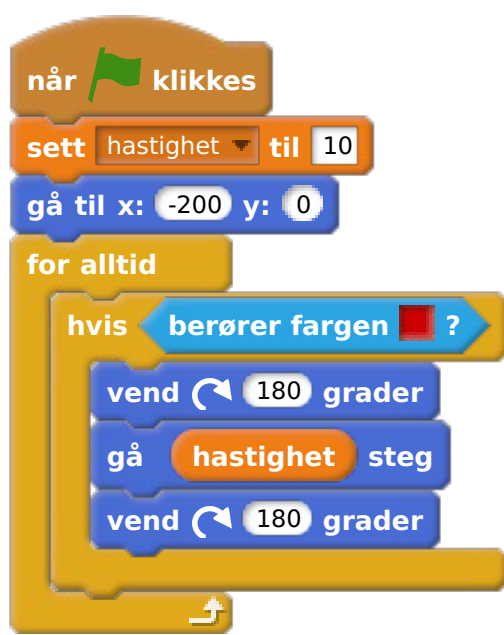 når klikkes
sett hastighet til 10
gå til x: -200 y: 0
for alltid
hvis berører fargen ?
vend 180 grader
gå hastighet steg
vend 180 grader